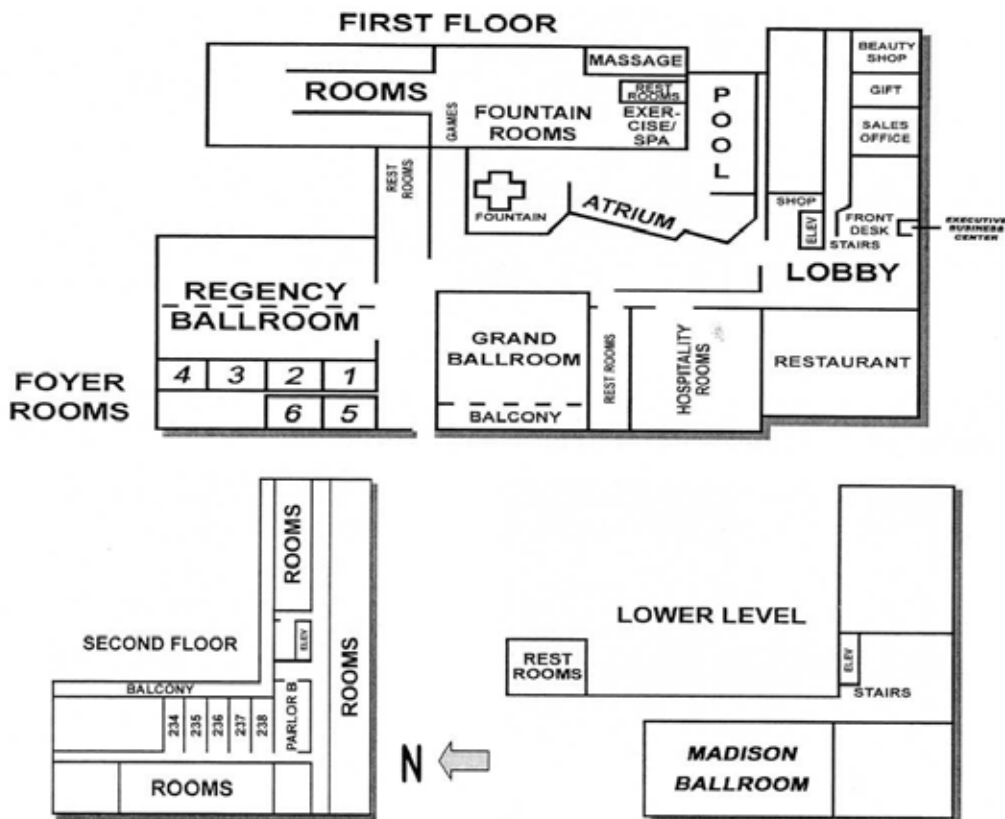 FIRST FLOOR
BEAUTY
SHOP
MASSAGE
ROOMS
REST
ROOMS
GIFT
POOL
GAMES
FOUNTAIN
ROOMS
EXER-
CISE/
SPA
SALES
OFFICE
REST
ROOMS
SHOP
FOUNTAIN
ATRIUM
ELEV
FRONT
DESK
EXECUTIVE
BUSINESS
CENTER
STAIRS
LOBBY
REGENCY
BALLROOM
GRAND
BALLROOM
REST ROOMS
HOSPITALITY
ROOMS
RESTAURANT
FOYER
ROOMS
4 3 2 1
6 5
BALCONY
ROOMS
SECOND FLOOR
ELEV
ROOMS
BALCONY
234 235 236 237 238
PARLOR B
ROOMS
N
LOWER LEVEL
REST
ROOMS
ELEV
STAIRS
MADISON
BALLROOM